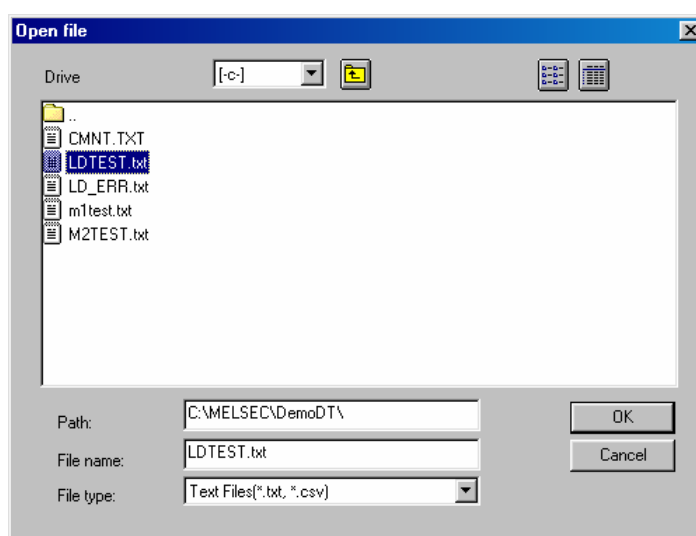 Open file
Drive [-c-]
..
CMNT.TXT
LDTEST.txt
LD_ERR.txt
m1test.txt
M2TEST.txt
Path: C:\MELSEC\DemoDT\ OK
File name: LDTEST.txt Cancel
File type: Text Files(*.txt, *.csv)